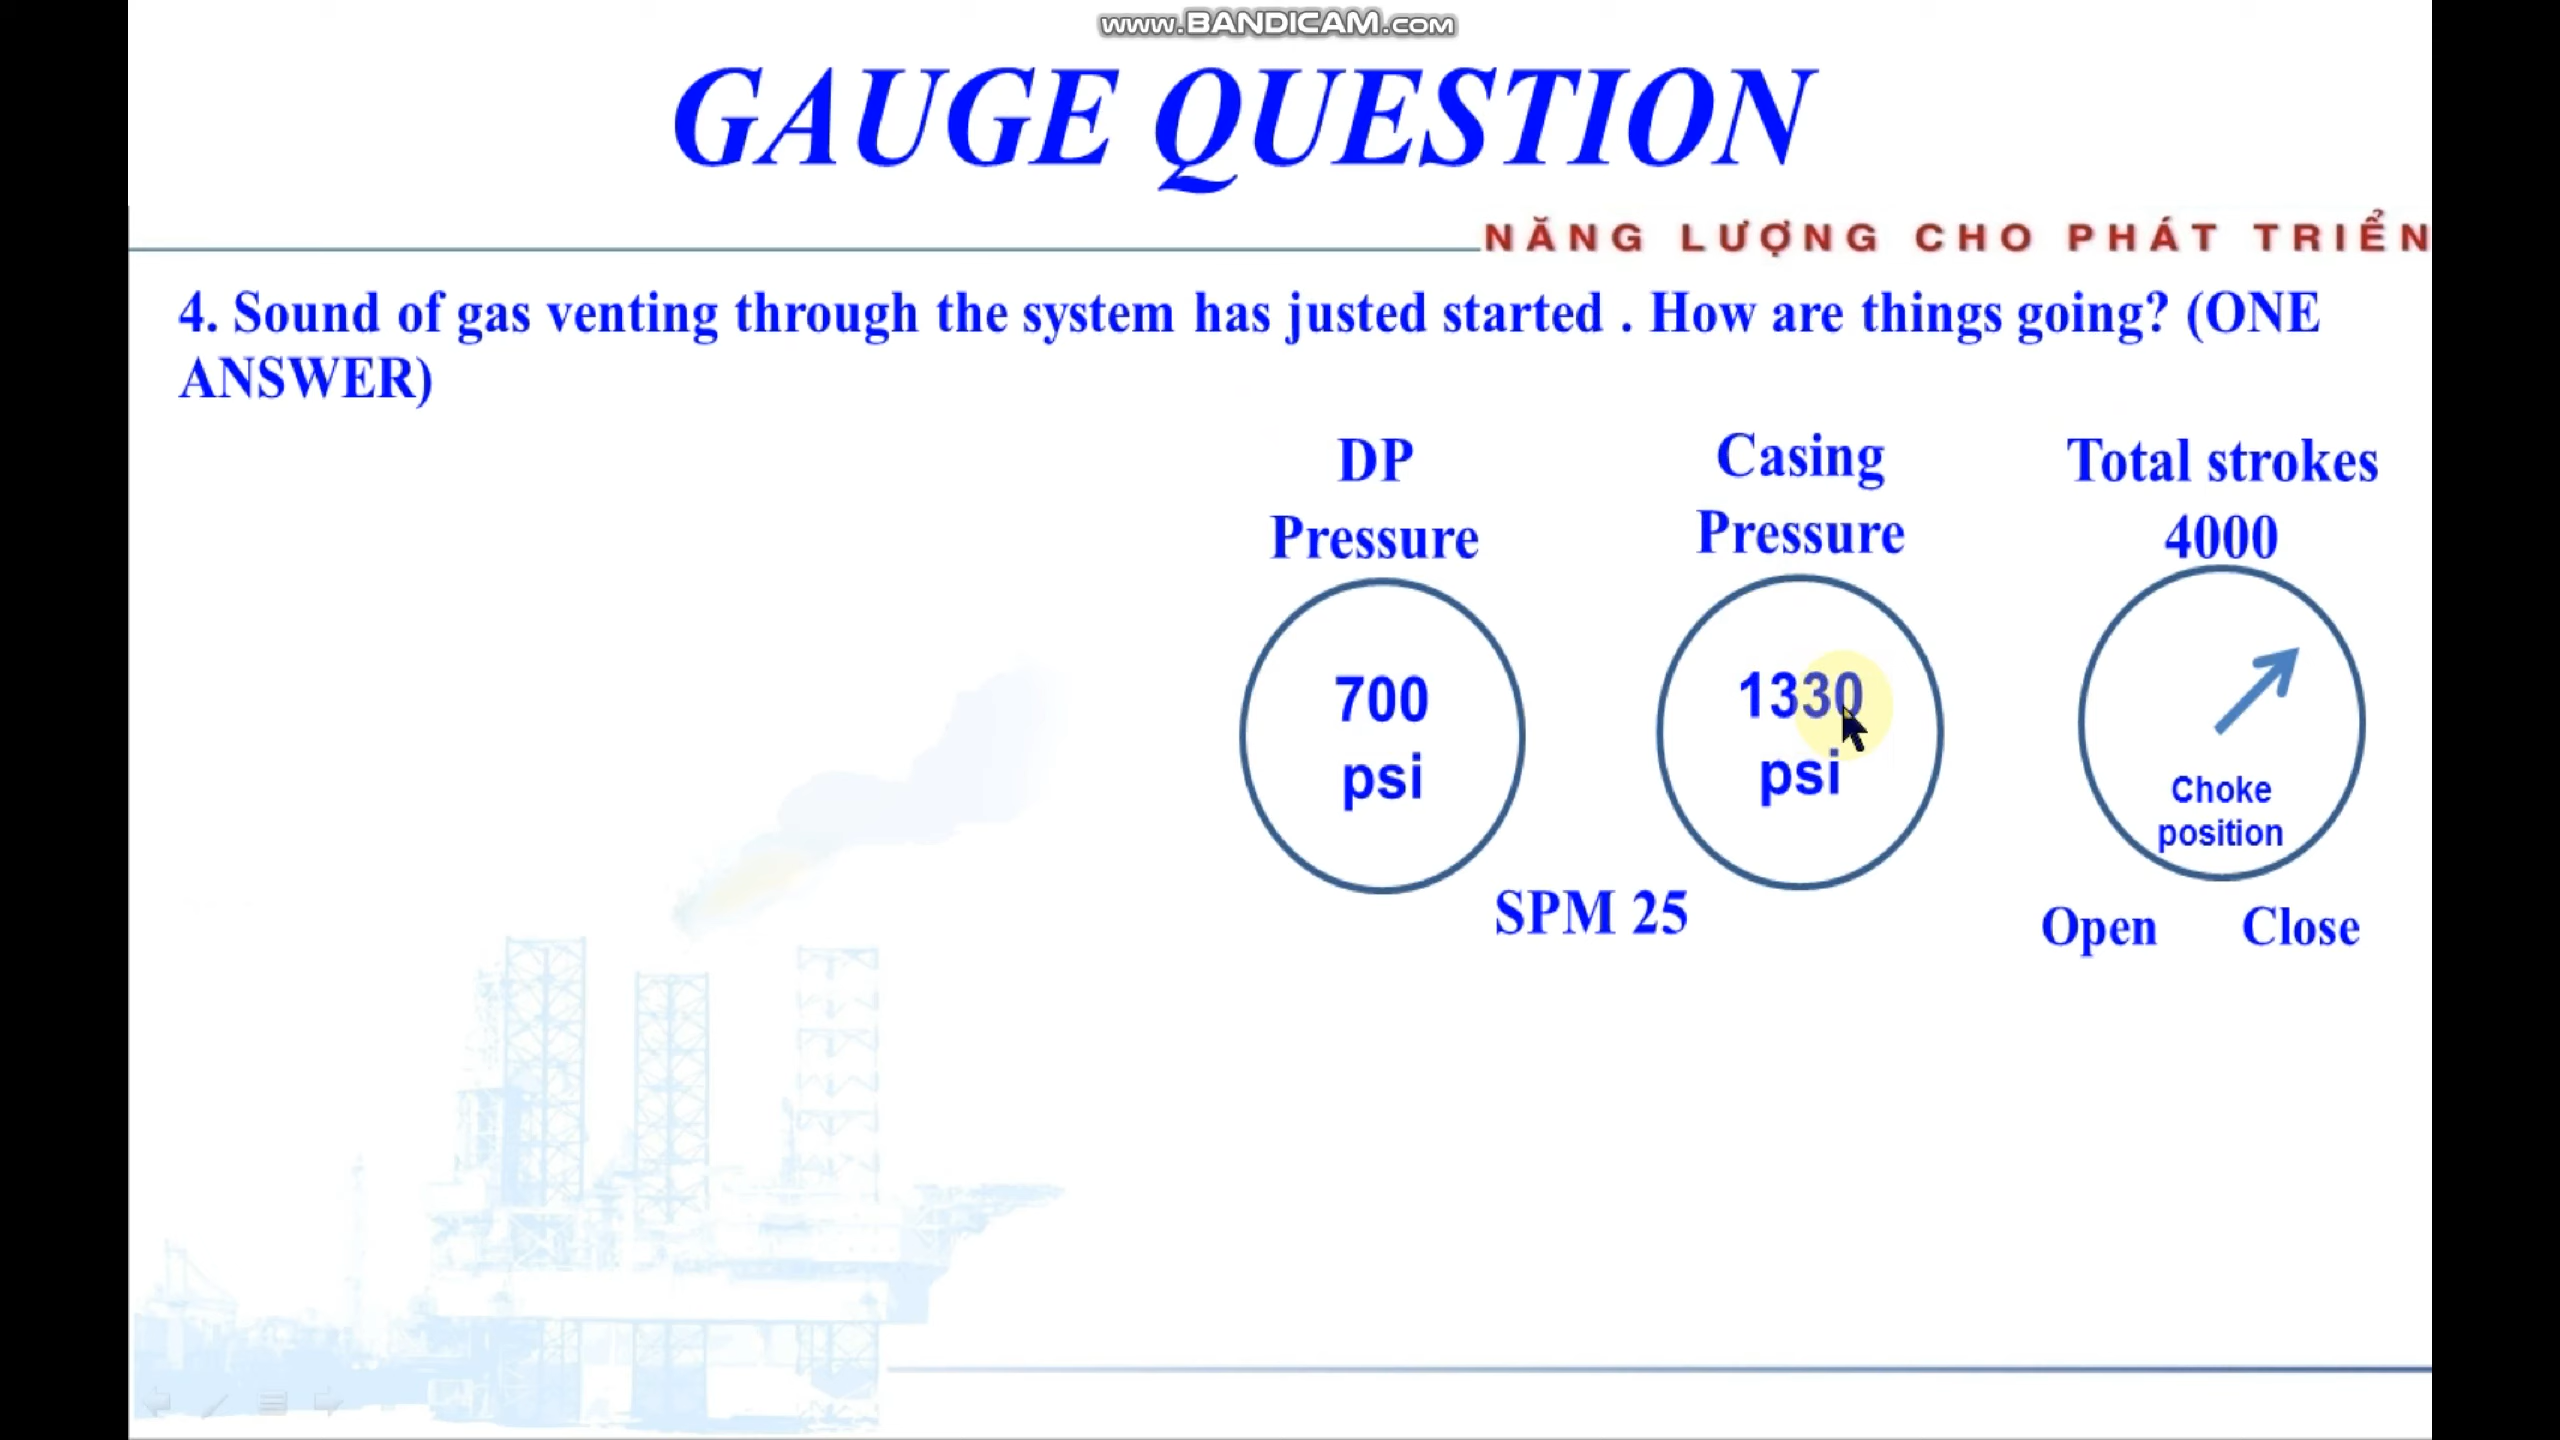 www.BANDICAM.com
GAUGE QUESTION
NĂNG LƯỢNG CHO PHÁT TRIỂN
4. Sound of gas venting through the system has justed started . How are things going? (ONE
ANSWER)
DP
Pressure
700
psi
Casing
Pressure
1330
psi
Total strokes
4000
Choke
position
SPM 25
Open Close